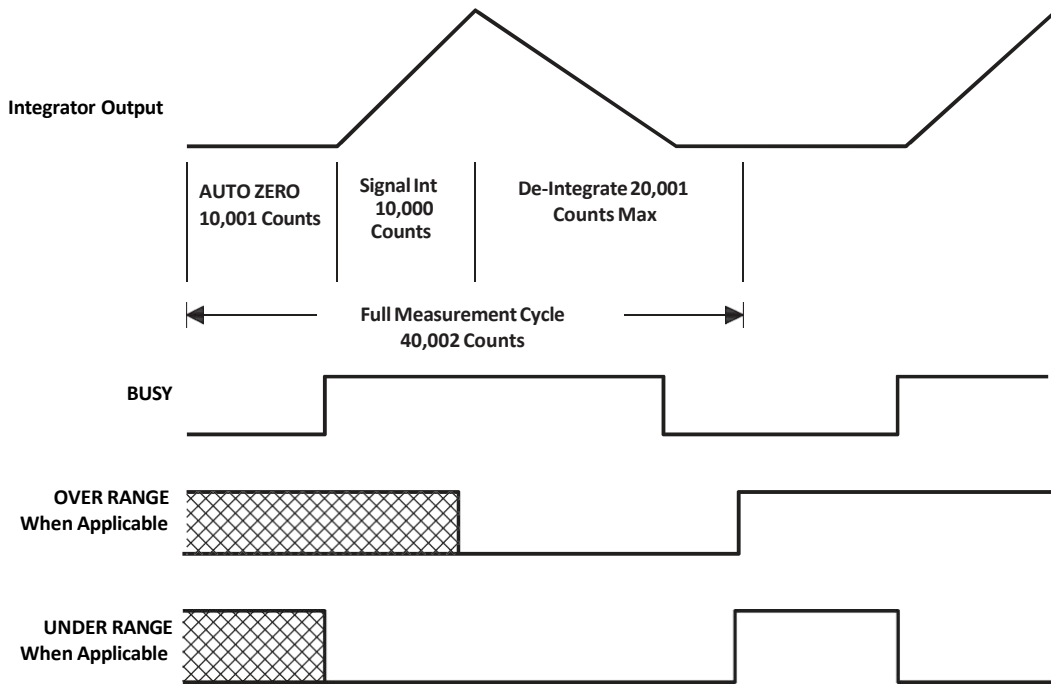 Integrator Output
AUTO ZERO
10,001 Counts
Signal Int
10,000
Counts
De-Integrate 20,001
Counts Max
Full Measurement Cycle
40,002 Counts
BUSY
OVER RANGE
When Applicable
UNDER RANGE
When Applicable